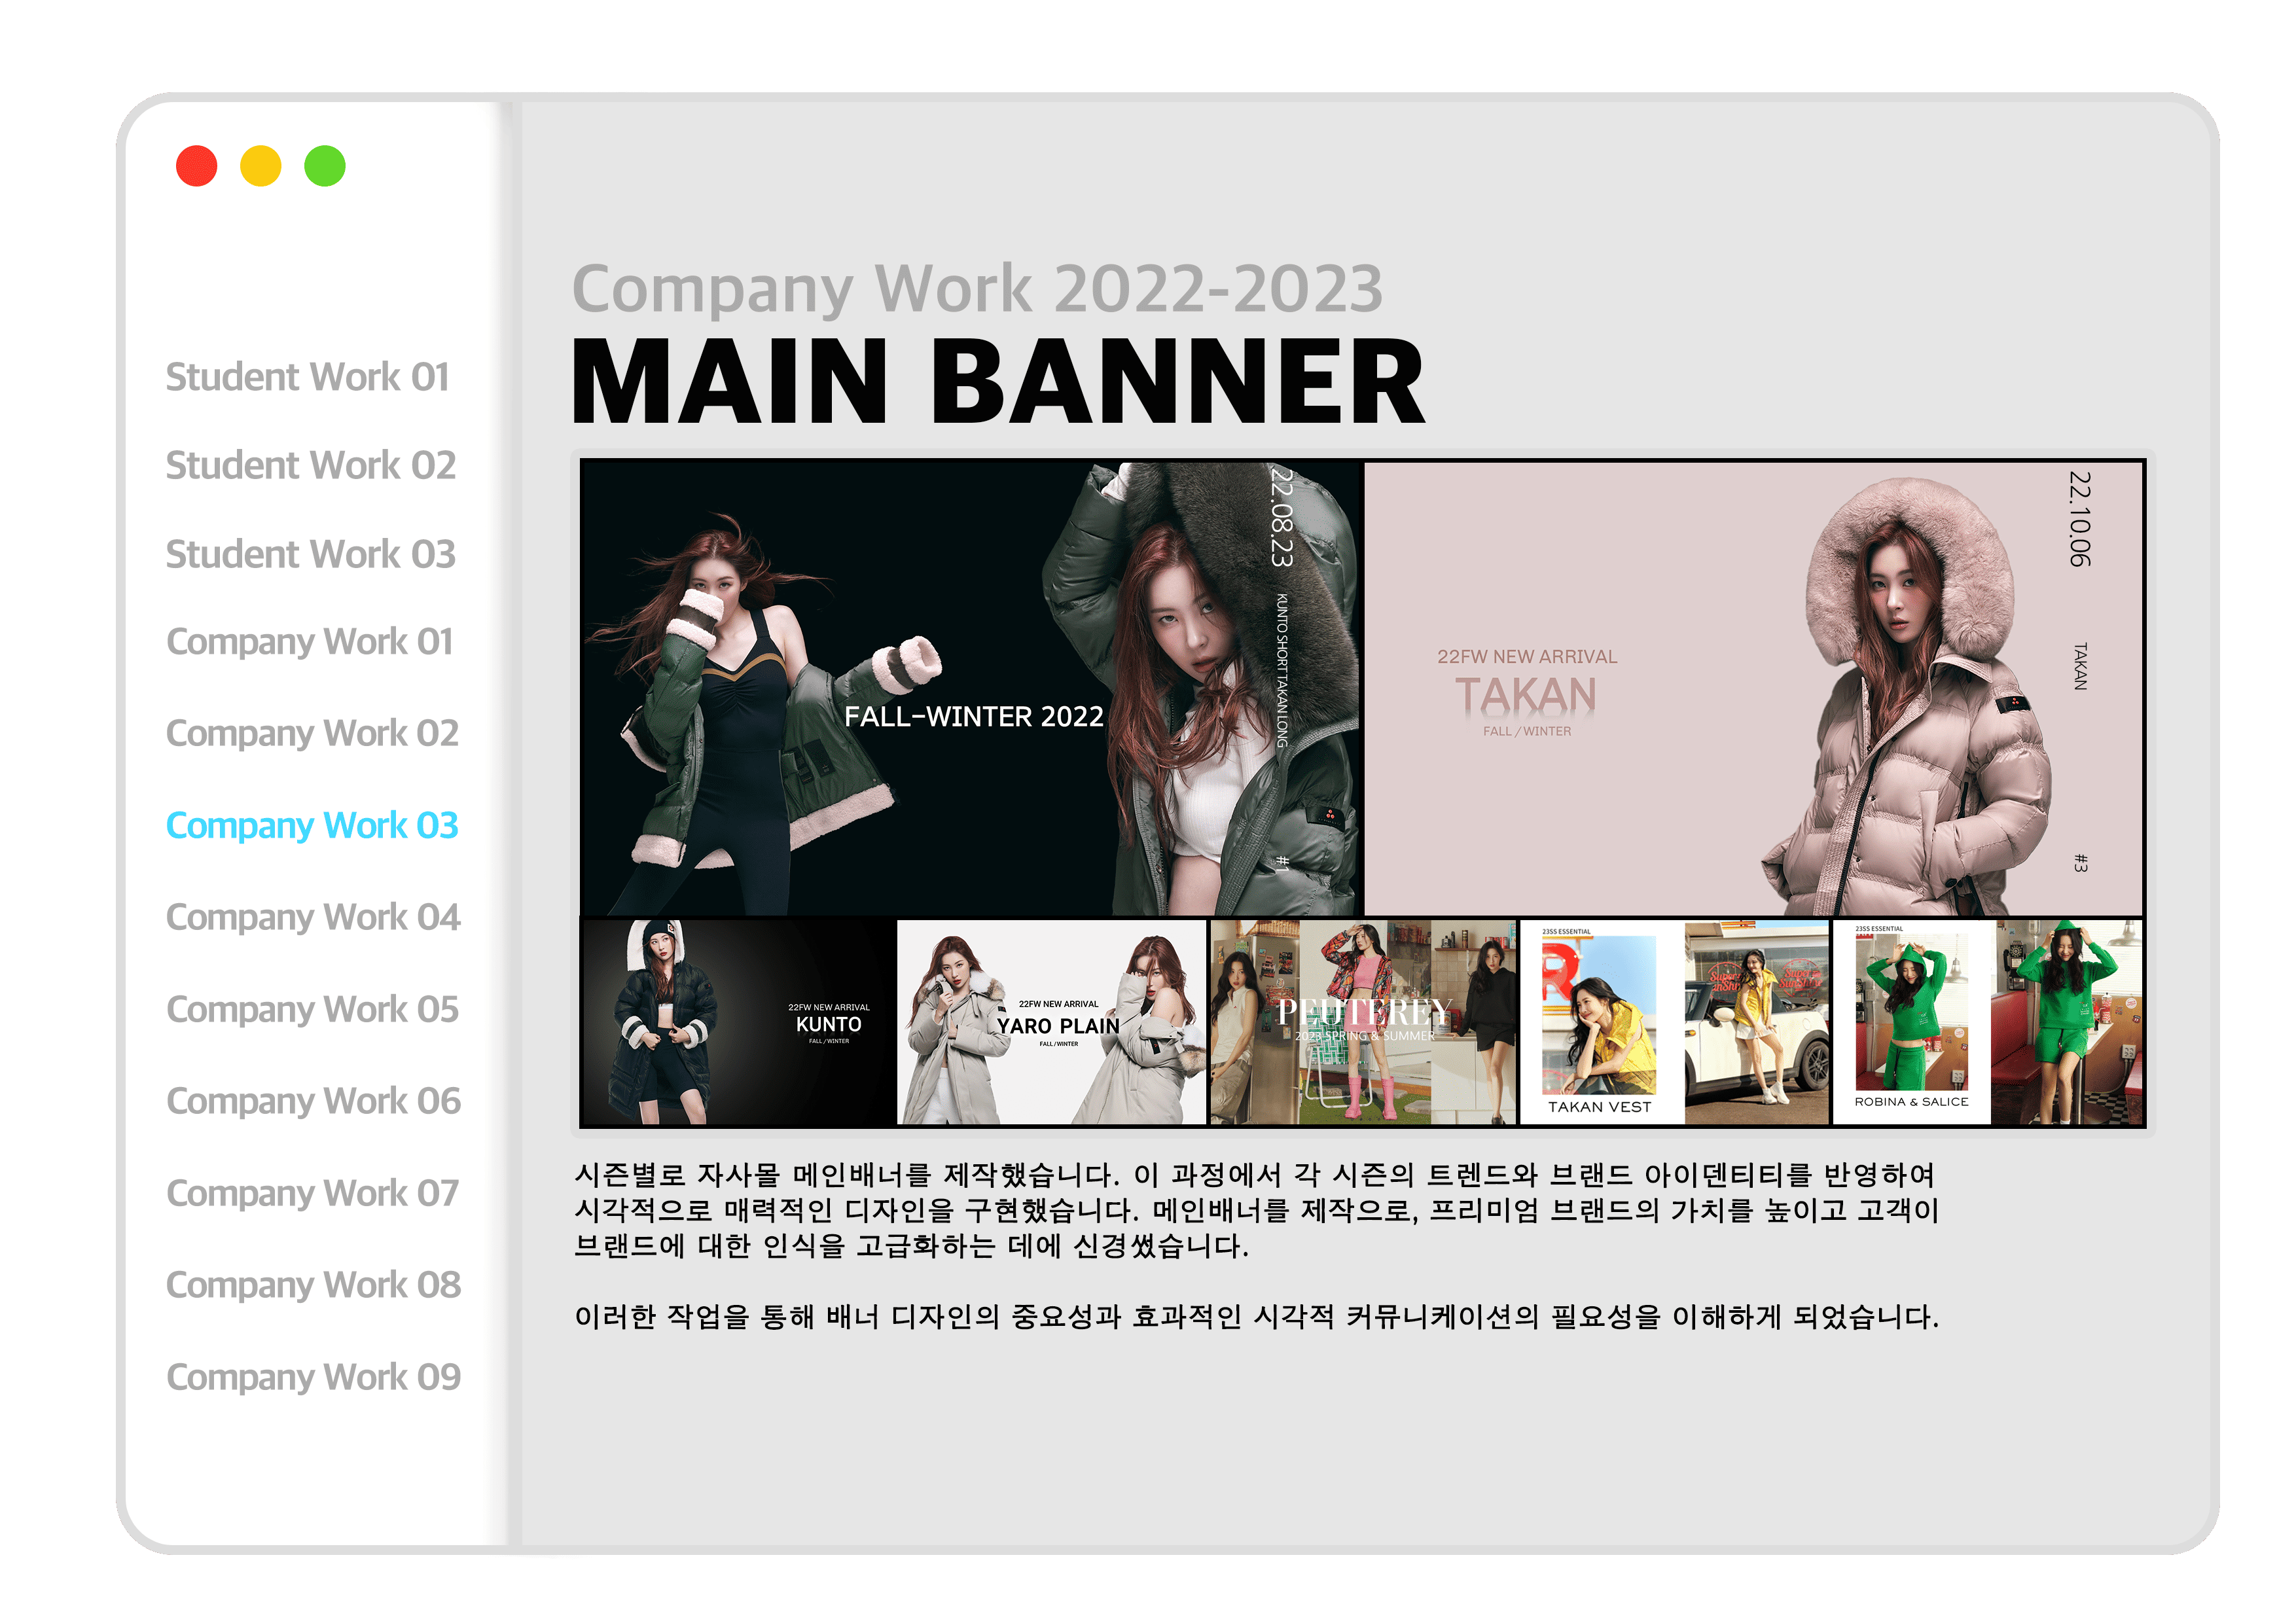 Student Work 01
Student Work 02
Student Work 03
Company Work 01
Company Work 02
Company Work 03
Company Work 04
Company Work 05
Company Work 06
Company Work 07
Company Work 08
Company Work 09
Company Work 2022-2023
MAIN BANNER
FALL-WINTER 2022
22.08.23
KUNTO SHORT TAKAN LONG
#1
22FW NEW ARRIVAL
TAKAN
FALL / WINTER
22.10.06
TAKAN
#3
22FW NEW ARRIVAL
KUNTO
FALL / WINTER
22FW NEW ARRIVAL
YARO PLAIN
FALL / WINTER
PEUTEREY
2023 SPRING & SUMMER
23SS ESSENTIAL
TAKAN VEST
23SS ESSENTIAL
ROBINA & SALICE
시즌별로 자사몰 메인배너를 제작했습니다. 이 과정에서 각 시즌의 트렌드와 브랜드 아이덴티티를 반영하여
시각적으로 매력적인 디자인을 구현했습니다. 메인배너를 제작으로, 프리미엄 브랜드의 가치를 높이고 고객이
브랜드에 대한 인식을 고급화하는 데에 신경썼습니다.
이러한 작업을 통해 배너 디자인의 중요성과 효과적인 시각적 커뮤니케이션의 필요성을 이해하게 되었습니다.